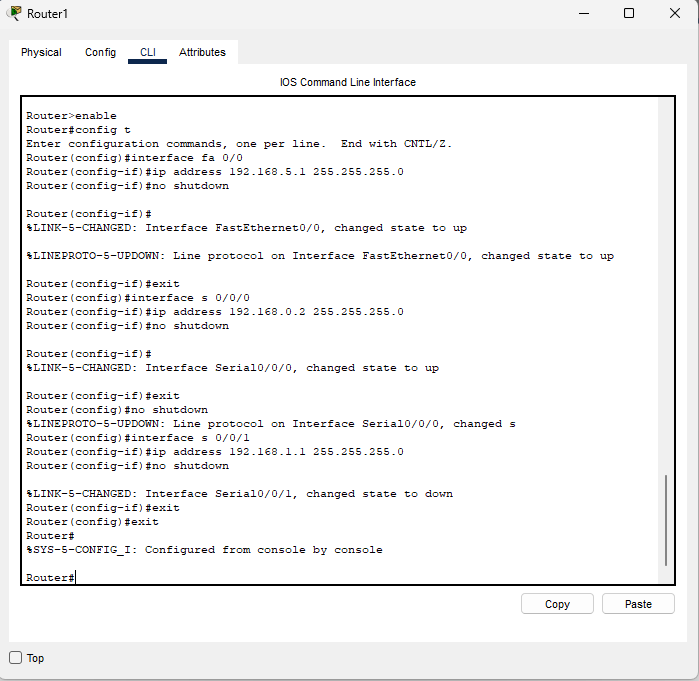 Router1
Physical Config CLI Attributes
IOS Command Line Interface
Router>enable
Router#config t
Enter configuration commands, one per line.  End with CNTL/Z.
Router(config)#interface fa 0/0
Router(config-if)#ip address 192.168.5.1 255.255.255.0
Router(config-if)#no shutdown
Router(config-if)#
%LINK-5-CHANGED: Interface FastEthernet0/0, changed state to up
%LINEPROTO-5-UPDOWN: Line protocol on Interface FastEthernet0/0, changed state to up
Router(config-if)#exit
Router(config)#interface s 0/0/0
Router(config-if)#ip address 192.168.0.2 255.255.255.0
Router(config-if)#no shutdown
Router(config-if)#
%LINK-5-CHANGED: Interface Serial0/0/0, changed state to up
Router(config-if)#exit
Router(config)#no shutdown
%LINEPROTO-5-UPDOWN: Line protocol on Interface Serial0/0/0, changed s
Router(config)#interface s 0/0/1
Router(config-if)#ip address 192.168.1.1 255.255.255.0
Router(config-if)#no shutdown
%LINK-5-CHANGED: Interface Serial0/0/1, changed state to down
Router(config-if)#exit
Router(config)#exit
Router#
%SYS-5-CONFIG_I: Configured from console by console
Router#
Copy Paste
Top